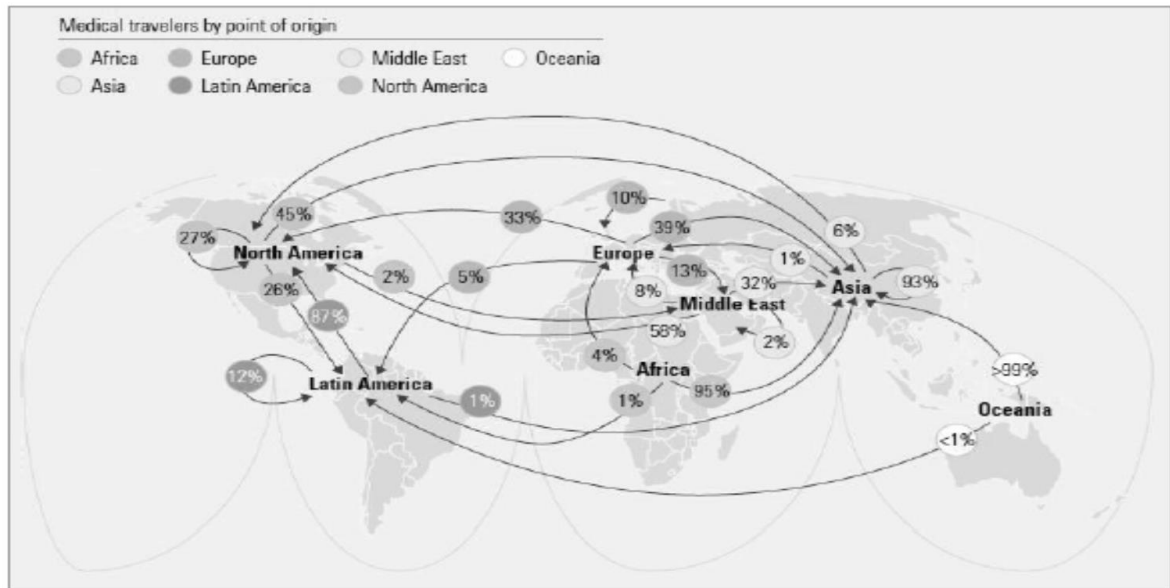 Medical travelers by point of origin
Africa Europe Middle East Oceania
Asia Latin America North America
10%
45% 33% 39% 6%
27%
North America Europe 1%
2% 5% 13% 32% Asia 93%
26% 8% Middle East
87% 58% 2%
4% Africa >99%
12% Latin America 1% 1% 95%
Oceania
<1%